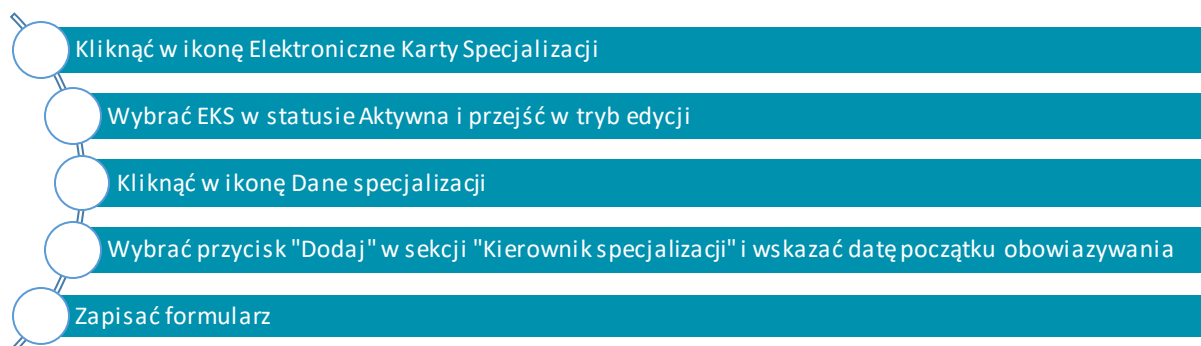 Kliknąć w ikonę Elektroniczne Karty Specjalizacji
Wybrać EKS w statusie Aktywna i przejść w tryb edycji
Kliknąć w ikonę Dane specjalizacji
Wybrać przycisk "Dodaj" w sekcji "Kierownik specjalizacji" i wskazać datę początku obowiazywania
Zapisać formularz